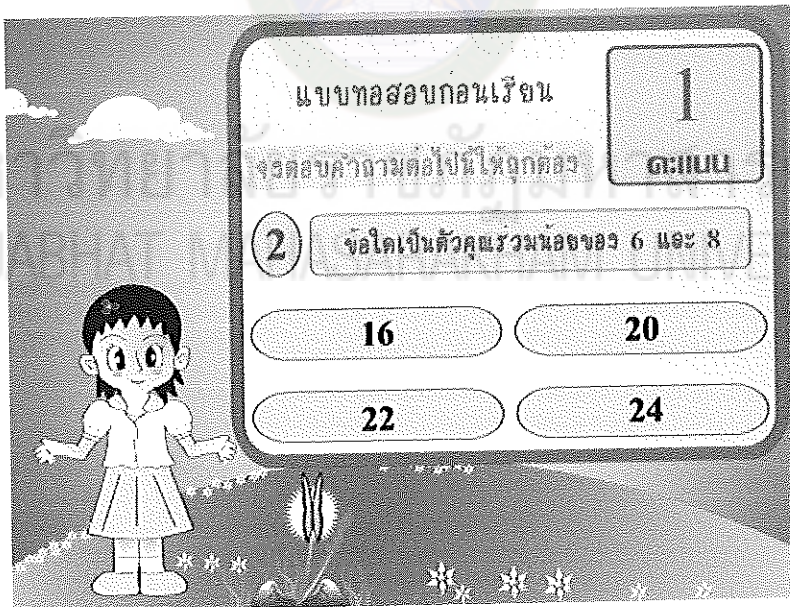 แบบทดสอบก่อนเรียน
1
คะแนน
จงตอบคำถามต่อไปนี้ให้ถูกต้อง
2
ข้อใดเป็นตัวคูณร่วมน้อยของ 6 และ 8
16
20
22
24